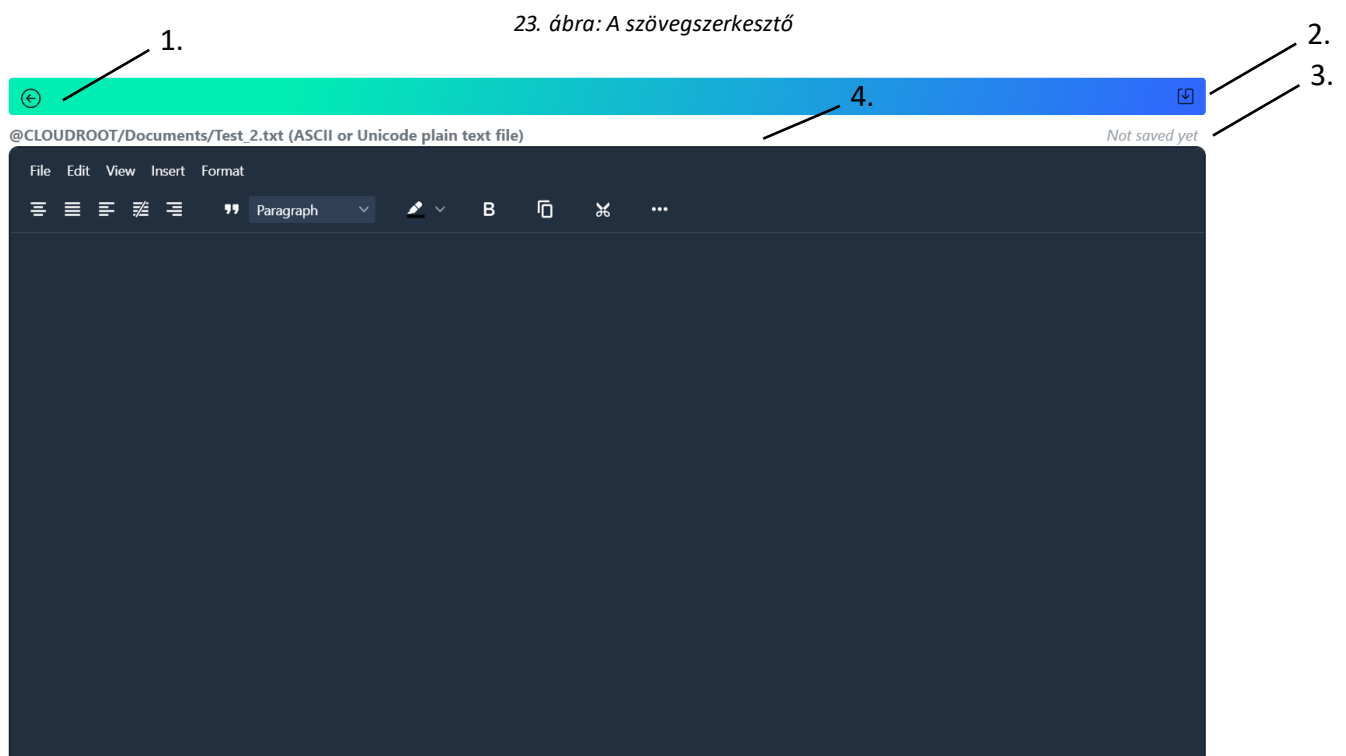 23. ábra: A szövegszerkesztő
1.
2.
3.
4.
@CLOUDROOT/Documents/Test_2.txt (ASCII or Unicode plain text file)
Not saved yet
File Edit View Insert Format
Paragraph B